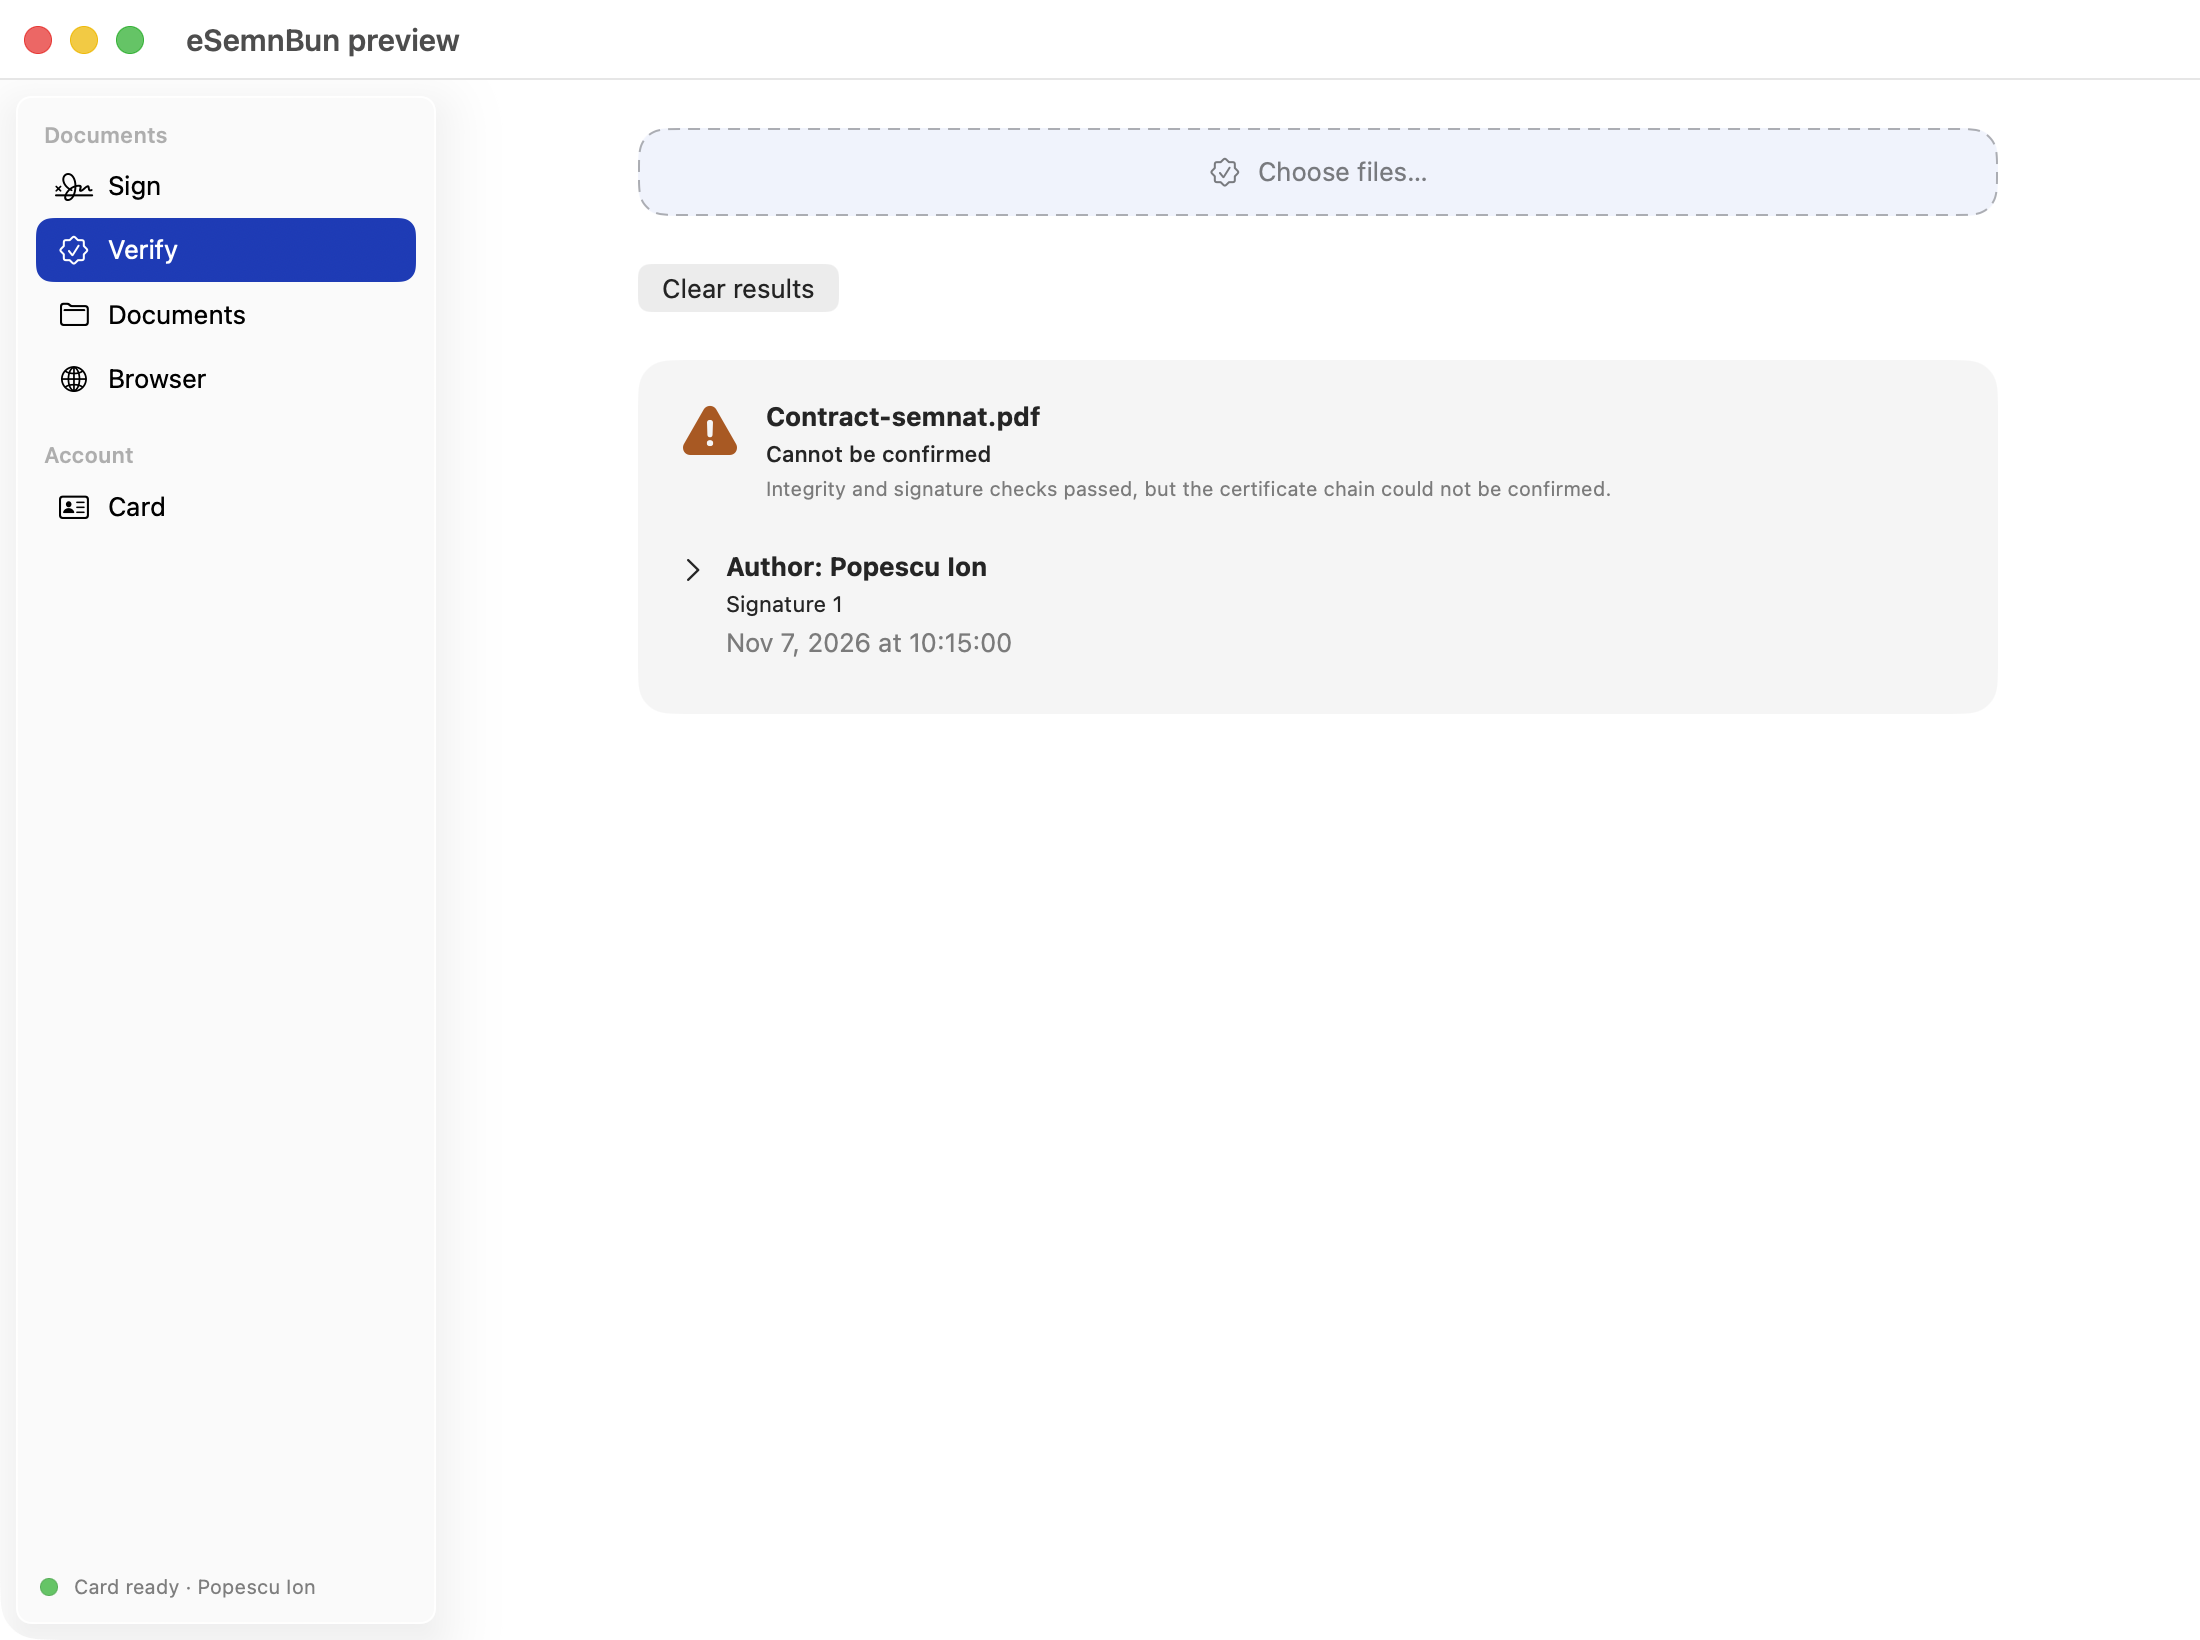 eSemnBun preview
Documents
Sign
Verify
Documents
Browser
Account
Card
Card ready · Popescu Ion
Choose files...
Clear results
Contract-semnat.pdf
Cannot be confirmed
Integrity and signature checks passed, but the certificate chain could not be confirmed.
Author: Popescu Ion
Signature 1
Nov 7, 2026 at 10:15:00